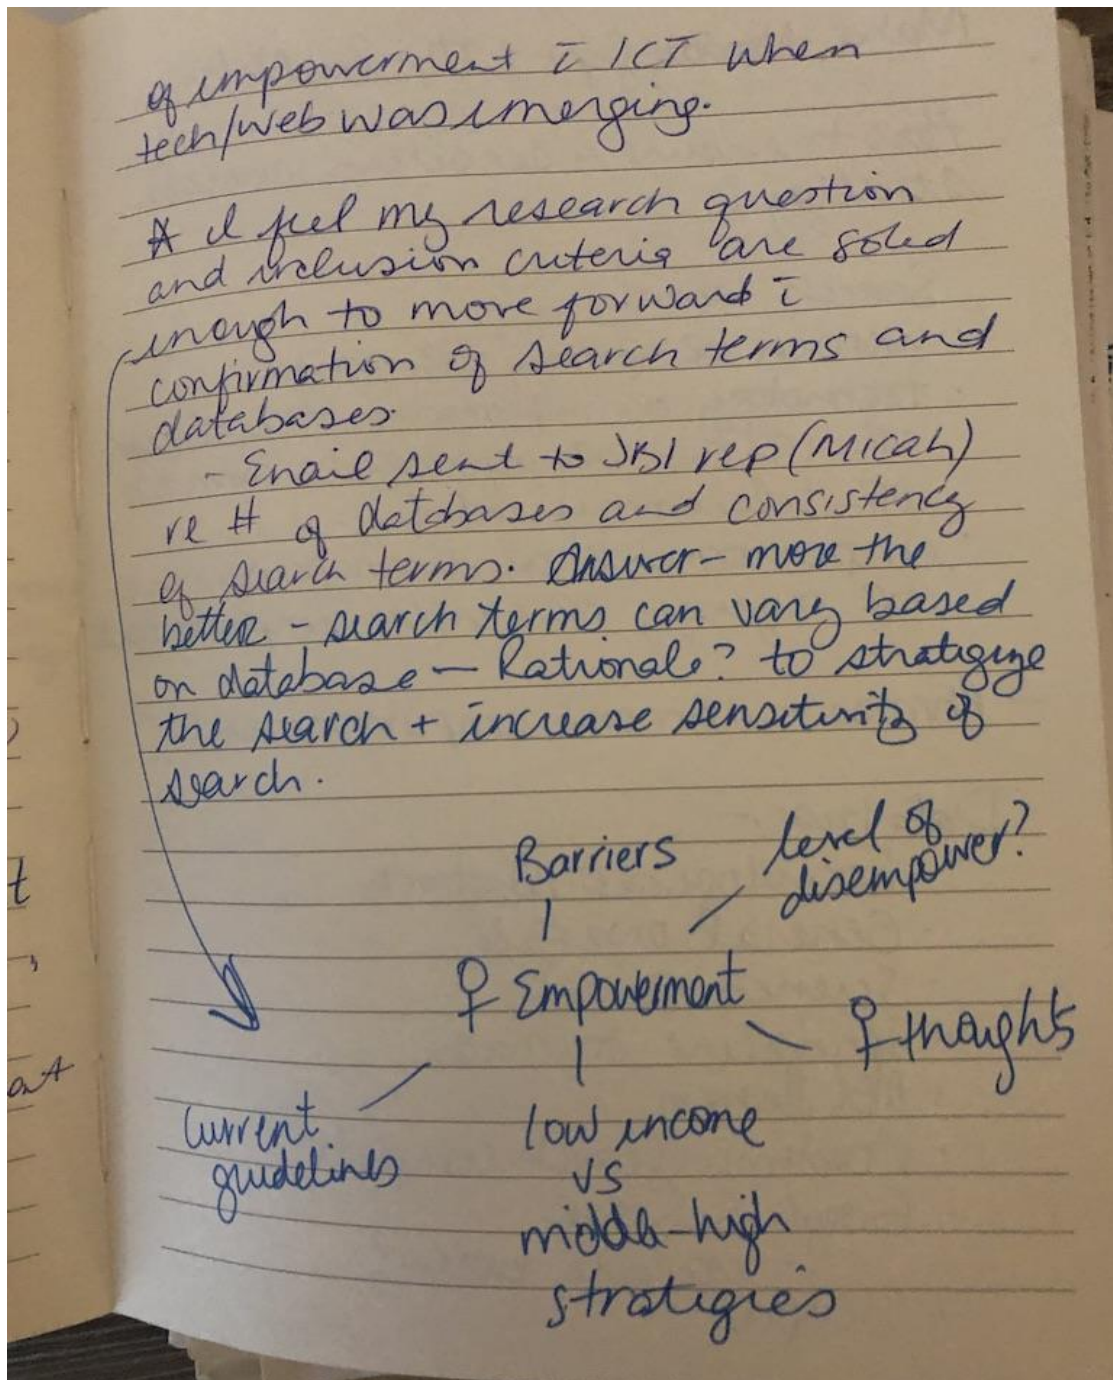 of empowerment c̄ ICT when
tech/web was emerging.
* I feel my research question
and inclusion criteria are solid
enough to move forward c̄
confirmation of search terms and
databases.
- Email sent to JBI rep (Micah)
re # of databases and consistency
of search terms. Answer - more the
better - search terms can vary based
on database — Rationale? to strategize
the search + increase sensitivity of
search.
Barriers
level of
disempower?
♀ Empowerment
♀ thoughts
Current
guidelines
low income
vs
middle-high
strategies